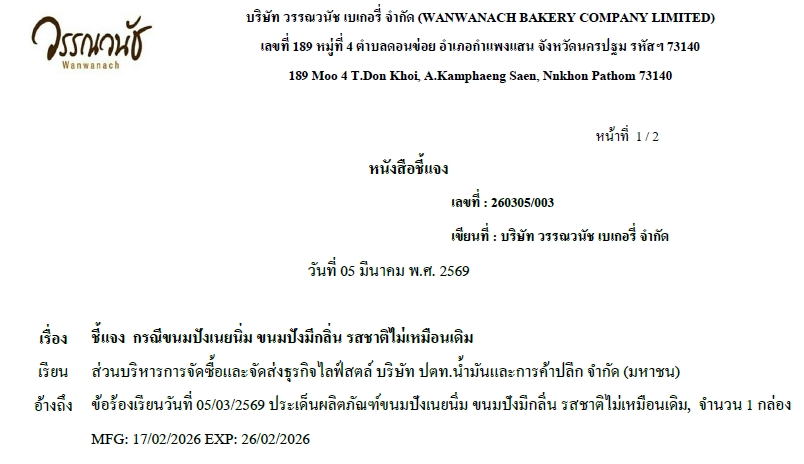 วรรณวนัช
Wanwanach
บริษัท วรรณวนัช เบเกอรี่ จำกัด (WANWANACH BAKERY COMPANY LIMITED)
เลขที่ 189 หมู่ที่ 4 ตำบลดอนข่อย อำเภอกำแพงแสน จังหวัดนครปฐม รหัสฯ 73140
189 Moo 4 T.Don Khoi, A.Kamphaeng Saen, Nnkhon Pathom 73140
หน้าที่ 1 / 2
หนังสือชี้แจง
เลขที่ : 260305/003
เขียนที่ : บริษัท วรรณวนัช เบเกอรี่ จำกัด
วันที่ 05 มีนาคม พ.ศ. 2569
เรื่อง ชี้แจง กรณีขนมปังเนยนิ่ม ขนมปังมีกลิ่น รสชาติไม่เหมือนเดิม
เรียน ส่วนบริหารการจัดซื้อและจัดส่งธุรกิจไลฟ์สตล์ บริษัท ปตท.น้ำมันและการค้าปลีก จำกัด (มหาชน)
อ้างถึง ข้อร้องเรียนวันที่ 05/03/2569 ประเด็นผลิตภัณฑ์ขนมปังเนยนิ่ม ขนมปังมีกลิ่น รสชาติไม่เหมือนเดิม, จำนวน 1 กล่อง
MFG: 17/02/2026 EXP: 26/02/2026